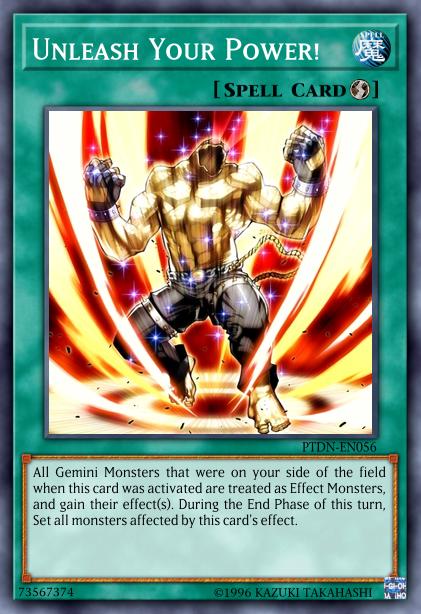 UNLEASH YOUR POWER!
SPELL
魔
[SPELL CARD]
PTDN-EN056
All Gemini Monsters that were on your side of the field
when this card was activated are treated as Effect Monsters,
and gain their effect(s). During the End Phase of this turn,
Set all monsters affected by this card's effect.
73567374
©1996 KAZUKI TAKAHASHI